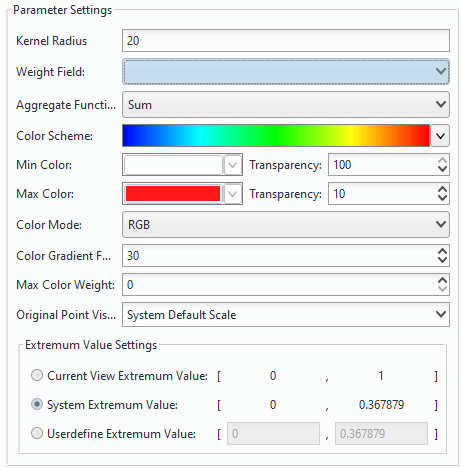 Parameter Settings
Kernel Radius 20
Weight Field:
Aggregate Functi... Sum
Color Scheme:
Min Color: Transparency: 100
Max Color: Transparency: 10
Color Mode: RGB
Color Gradient F... 30
Max Color Weight: 0
Original Point Vis... System Default Scale
Extremum Value Settings
Current View Extremum Value: [ 0 , 1 ]
System Extremum Value: [ 0 , 0.367879 ]
Userdefine Extremum Value: [ 0 , 0.367879 ]